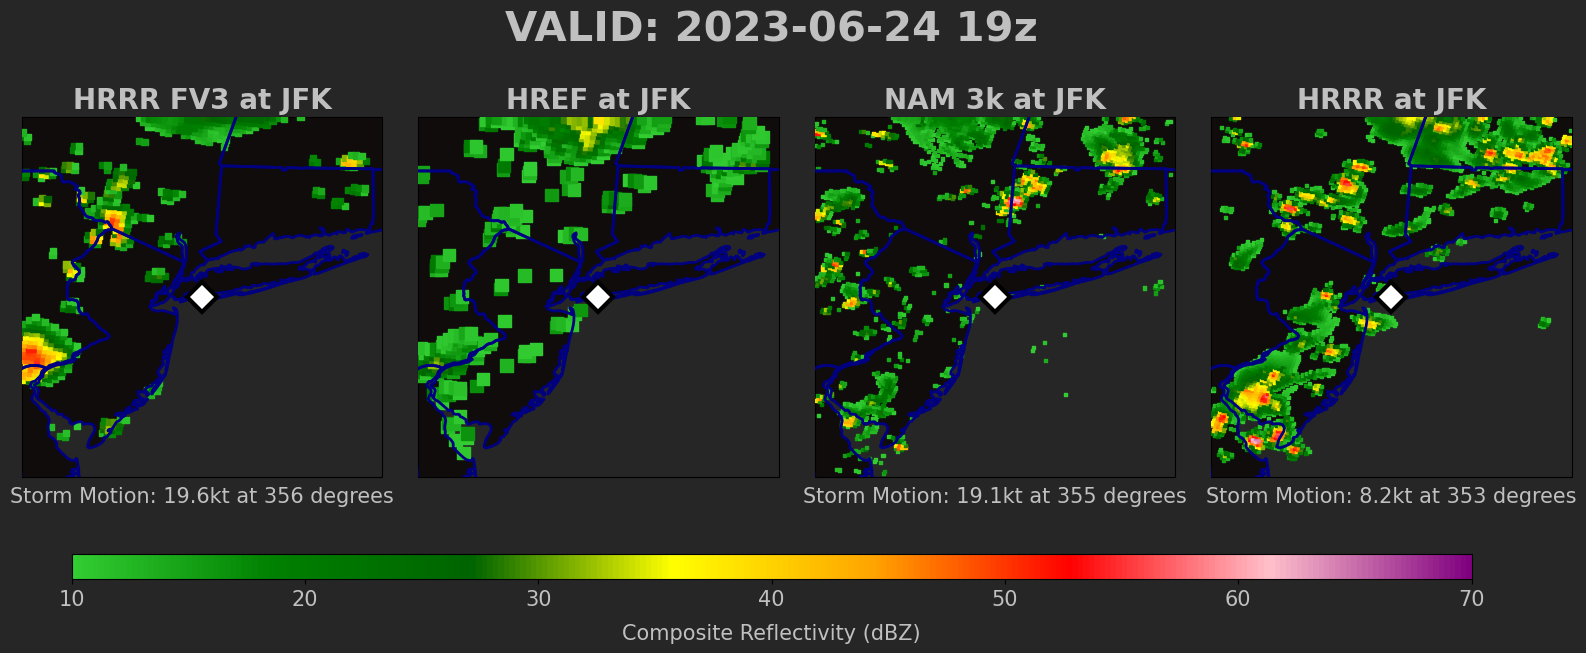 VALID: 2023-06-24 19z
HRRR FV3 at JFK
HREF at JFK
NAM 3k at JFK
HRRR at JFK
Storm Motion: 19.6kt at 356 degrees
Storm Motion: 19.1kt at 355 degrees
Storm Motion: 8.2kt at 353 degrees
10 20 30 40 50 60 70
Composite Reflectivity (dBZ)